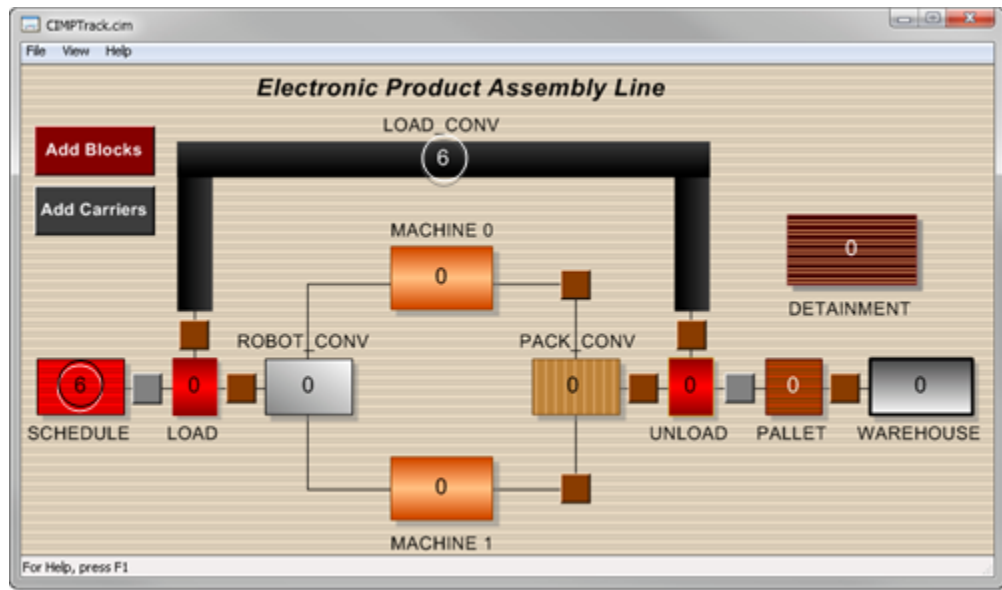 CIMPTrack.cim
File View Help
Electronic Product Assembly Line
LOAD_CONV
6
Add Blocks
Add Carriers
MACHINE 0
0
0
DETAINMENT
ROBOT_CONV
PACK_CONV
6
0
0
0
0
0
0
SCHEDULE
LOAD
UNLOAD
PALLET
WAREHOUSE
0
MACHINE 1
For Help, press F1